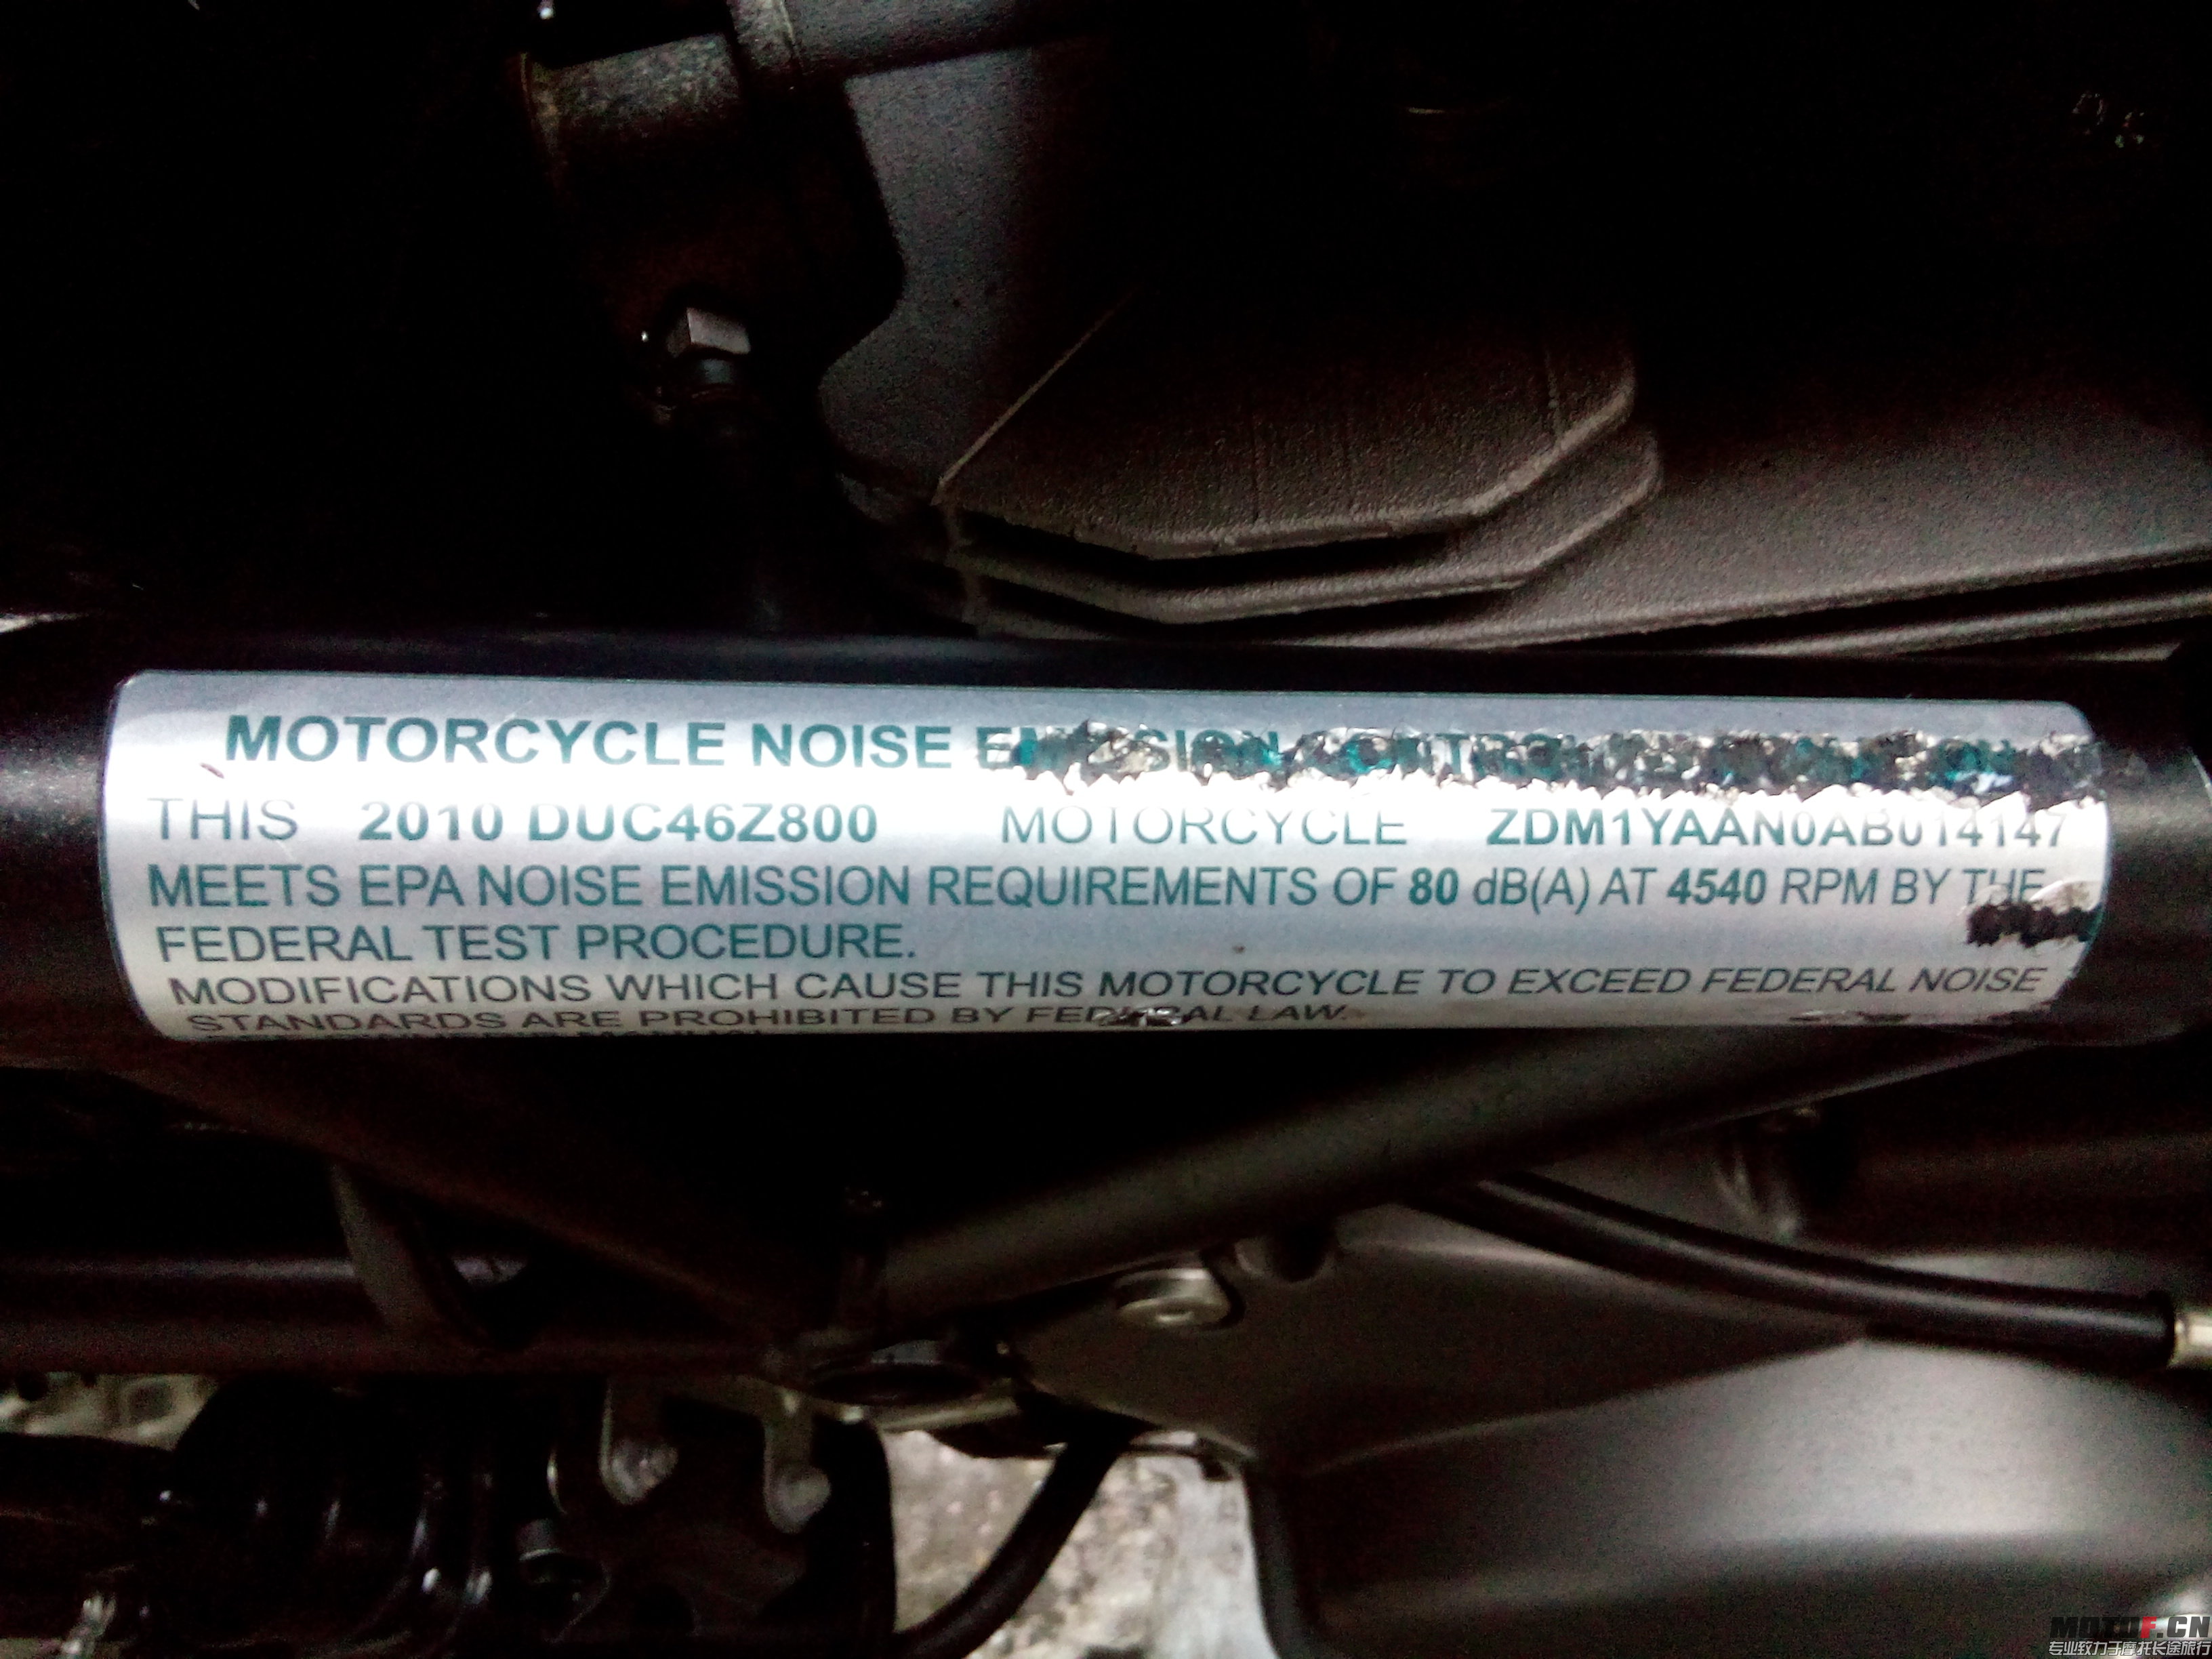 MOTORCYCLE NOISE EMISSION CONTROL
THIS 2010 DUC46Z800 MOTORCYCLE ZDM1YAAN0AB014147
MEETS EPA NOISE EMISSION REQUIREMENTS OF 80 dB(A) AT 4540 RPM BY THE
FEDERAL TEST PROCEDURE.
MODIFICATIONS WHICH CAUSE THIS MOTORCYCLE TO EXCEED FEDERAL NOISE
STANDARDS ARE PROHIBITED BY FEDERAL LAW.
MOTOF.CN
专业致力于摩托长途旅行